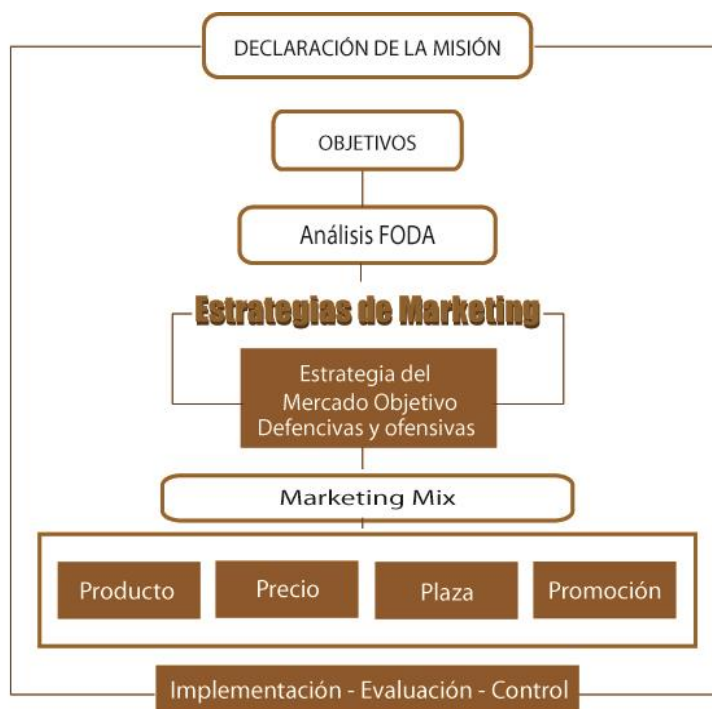 DECLARACIÓN DE LA MISIÓN
OBJETIVOS
Análisis FODA
Estrategias de Marketing
Estrategia del
Mercado Objetivo
Defencivas y ofensivas
Marketing Mix
Producto
Precio
Plaza
Promoción
Implementación - Evaluación - Control